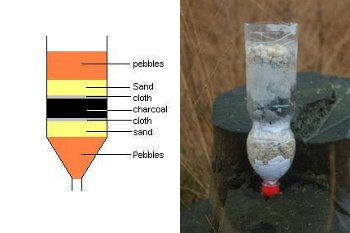 pebbles
Sand
cloth
charcoal
cloth
sand
Pebbles